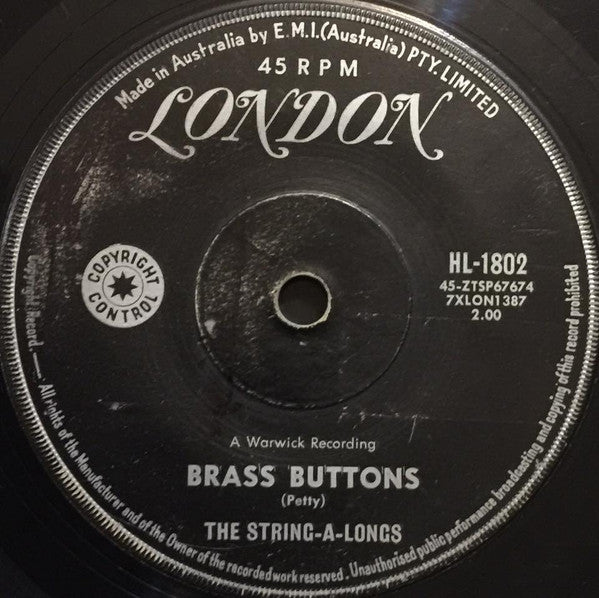 Made in Australia by E.M.I.(Australia) PTY. LIMITED
45 RPM
LONDON
COPYRIGHT
CONTROL
HL-1802
45-ZTSP67674
7XLON1387
2.00
A Warwick Recording
BRASS BUTTONS
(Petty)
THE STRING-A-LONGS
Copyright Record. — All rights of the Manufacturer and of the Owner of the recorded work reserved. Unauthorised public performance broadcasting and copying of this record prohibited